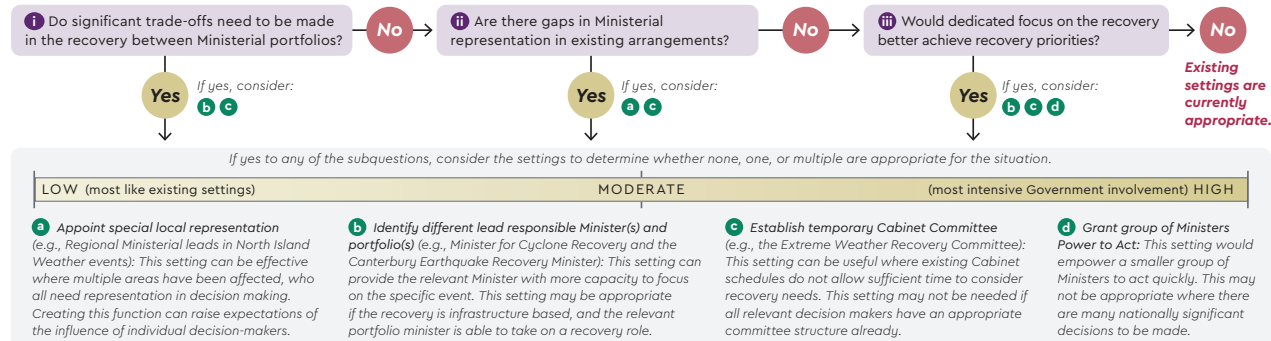 i Do significant trade-offs need to be made
in the recovery between Ministerial portfolios?
No
ii Are there gaps in Ministerial
representation in existing arrangements?
No
iii Would dedicated focus on the recovery
better achieve recovery priorities?
No
Existing
settings are
currently
appropriate.
Yes
If yes, consider:
b c
Yes
If yes, consider:
a c
Yes
If yes, consider:
b c d
If yes to any of the subquestions, consider the settings to determine whether none, one, or multiple are appropriate for the situation.
LOW (most like existing settings)
MODERATE
(most intensive Government involvement) HIGH
a Appoint special local representation
(e.g., Regional Ministerial leads in North Island
Weather events): This setting can be effective
where multiple areas have been affected, who
all need representation in decision making.
Creating this function can raise expectations of
the influence of individual decision-makers.
b Identify different lead responsible Minister(s) and
portfolio(s) (e.g., Minister for Cyclone Recovery and the
Canterbury Earthquake Recovery Minister): This setting can
provide the relevant Minister with more capacity to focus
on the specific event. This setting may be appropriate
if the recovery is infrastructure based, and the relevant
portfolio minister is able to take on a recovery role.
c Establish temporary Cabinet Committee
(e.g., the Extreme Weather Recovery Committee):
This setting can be useful where existing Cabinet
schedules do not allow sufficient time to consider
recovery needs. This setting may not be needed if
all relevant decision makers have an appropriate
committee structure already.
d Grant group of Ministers
Power to Act: This setting would
empower a smaller group of
Ministers to act quickly. This may
not be appropriate where there
are many nationally significant
decisions to be made.